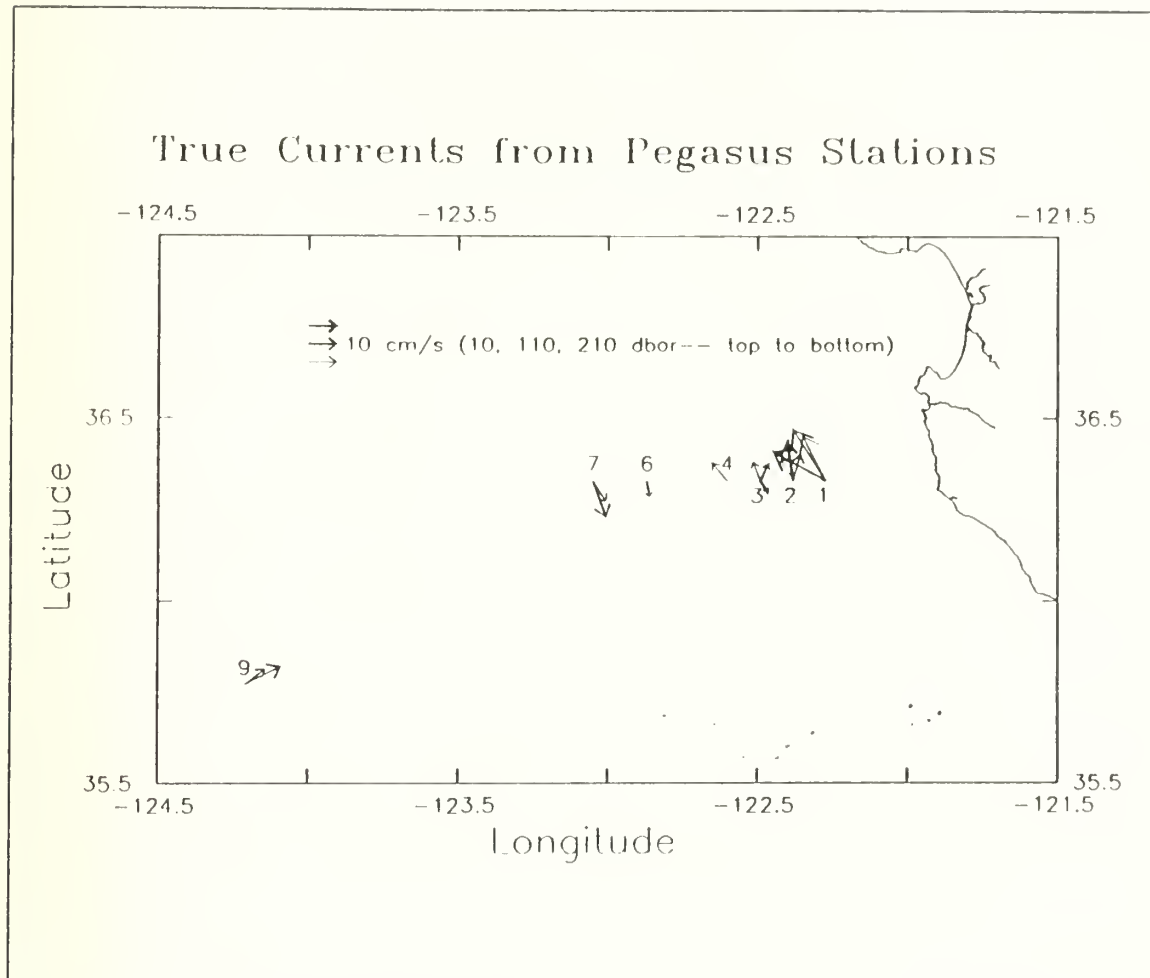 True Currents from Pegasus Stations
-124.5 -123.5 -122.5 -121.5
10 cm/s (10, 110, 210 dbar-- top to bottom)
36.5 36.5
7 6 4
3 2 1
Latitude
9
35.5 35.5
-124.5 -123.5 -122.5 -121.5
Longitude